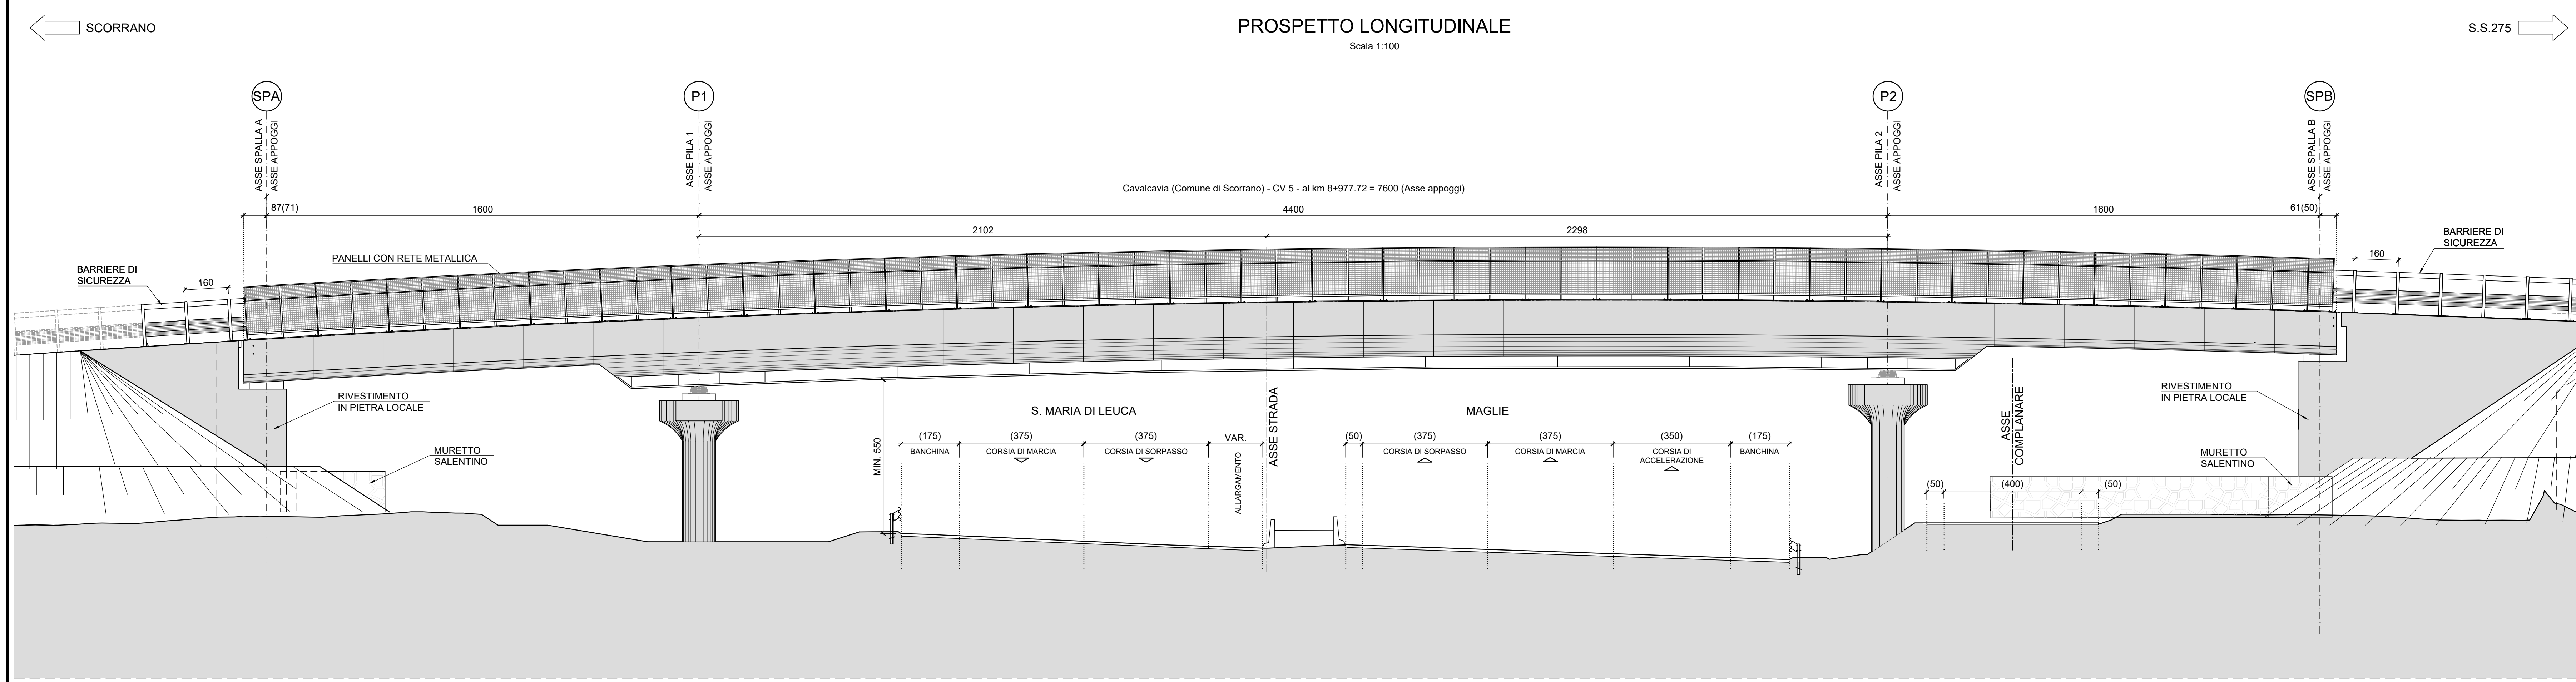 SCORRANO
PROSPETTO LONGITUDINALE
Scala 1:100
S.S.275
SPA
P1
P2
SPB
ASSE SPALLA A
ASSE APPOGGI
ASSE PILA 1
ASSE APPOGGI
ASSE PILA 2
ASSE APPOGGI
ASSE SPALLA B
ASSE APPOGGI
Cavalcavia (Comune di Scorrano) - CV 5 - al km 8+977.72 = 7600 (Asse appoggi)
87(71)
1600
4400
1600
61(50)
2102
2298
BARRIERE DI
SICUREZZA
160
PANELLI CON RETE METALLICA
BARRIERE DI
SICUREZZA
160
RIVESTIMENTO
IN PIETRA LOCALE
MURETTO
SALENTINO
MIN. 550
S. MARIA DI LEUCA
MAGLIE
(175)
(375)
(375)
VAR.
(50)
(375)
(375)
(350)
(175)
BANCHINA
CORSIA DI MARCIA
CORSIA DI SORPASSO
ALLARGAMENTO
ASSE STRADA
CORSIA DI SORPASSO
CORSIA DI MARCIA
CORSIA DI
ACCELERAZIONE
BANCHINA
ASSE
COMPLANARE
(50)
(400)
(50)
RIVESTIMENTO
IN PIETRA LOCALE
MURETTO
SALENTINO